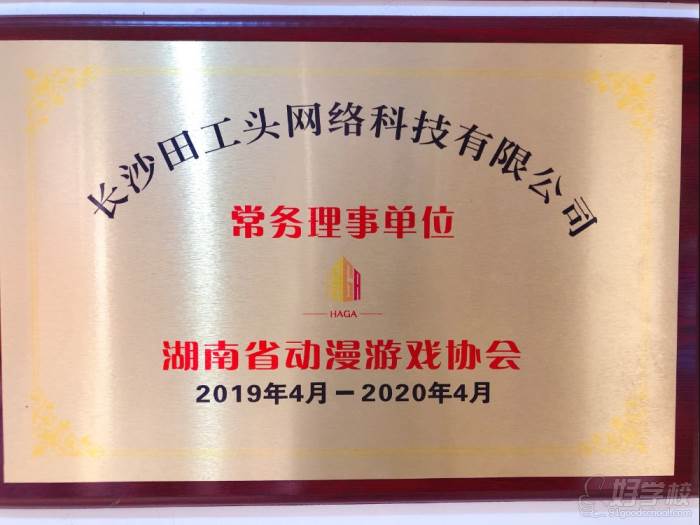 长沙田工头网络科技有限公司
常务理事单位
HAGA
湖南省动漫游戏协会
2019年4月－2020年4月
好学校
91goodschool.com